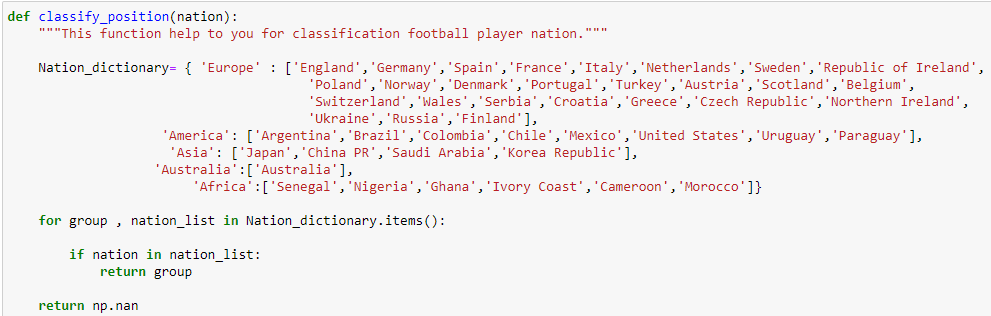 def classify_position(nation):
"""This function help to you for classification football player nation."""
Nation_dictionary= { 'Europe' : ['England','Germany','Spain','France','Italy','Netherlands','Sweden','Republic of Ireland',
'Poland','Norway','Denmark','Portugal','Turkey','Austria','Scotland','Belgium',
'Switzerland','Wales','Serbia','Croatia','Greece','Czech Republic','Northern Ireland',
'Ukraine','Russia','Finland'],
'America': ['Argentina','Brazil','Colombia','Chile','Mexico','United States','Uruguay','Paraguay'],
'Asia': ['Japan','China PR','Saudi Arabia','Korea Republic'],
'Australia':['Australia'],
'Africa':['Senegal','Nigeria','Ghana','Ivory Coast','Cameroon','Morocco']}
for group , nation_list in Nation_dictionary.items():
if nation in nation_list:
return group
return np.nan